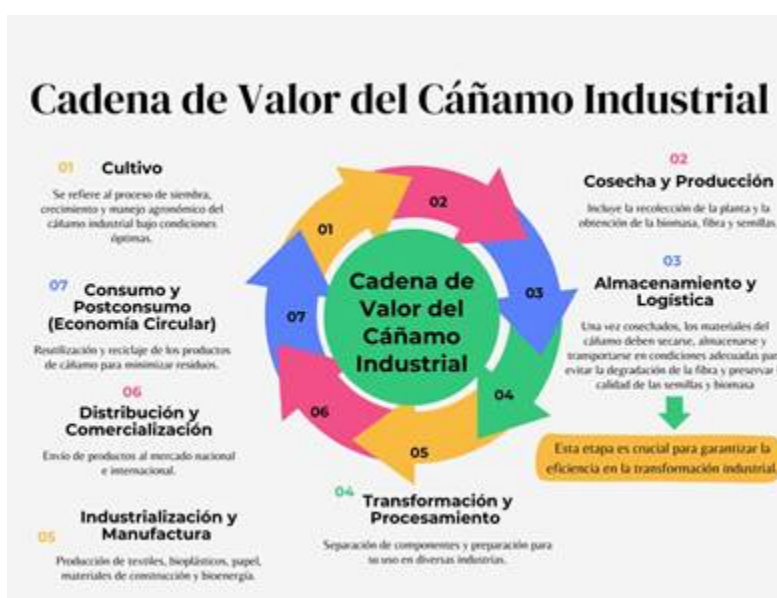 Cadena de Valor del Cáñamo Industrial
01 Cultivo
Se refiere al proceso de siembra,
crecimiento y manejo agronómico del
cáñamo industrial bajo condiciones
óptimas.
02
Cosecha y Producción
Incluye la recolección de la planta y la
obtención de la biomasa, fibra y semillas.
03
Almacenamiento y
Logística
Una vez cosechados, los materiales del
cáñamo deben secarse, almacenarse y
transportarse en condiciones adecuadas para
evitar la degradación de la fibra y preservar
calidad de las semillas y biomasa
Esta etapa es crucial para garantizar la
eficiencia en la transformación industrial.
04 Transformación y
Procesamiento
Separación de componentes y preparación para
su uso en diversas industrias.
05 Industrialización y
Manufactura
Producción de textiles, bioplásticos, papel,
materiales de construcción y bioenergía.
06
Distribución y
Comercialización
Envío de productos al mercado nacional
e internacional.
07 Consumo y
Postconsumo
(Economía Circular)
Reutilización y reciclaje de los productos
de cáñamo para minimizar residuos.
01
02
03
04
05
06
07
Cadena de
Valor del
Cáñamo
Industrial